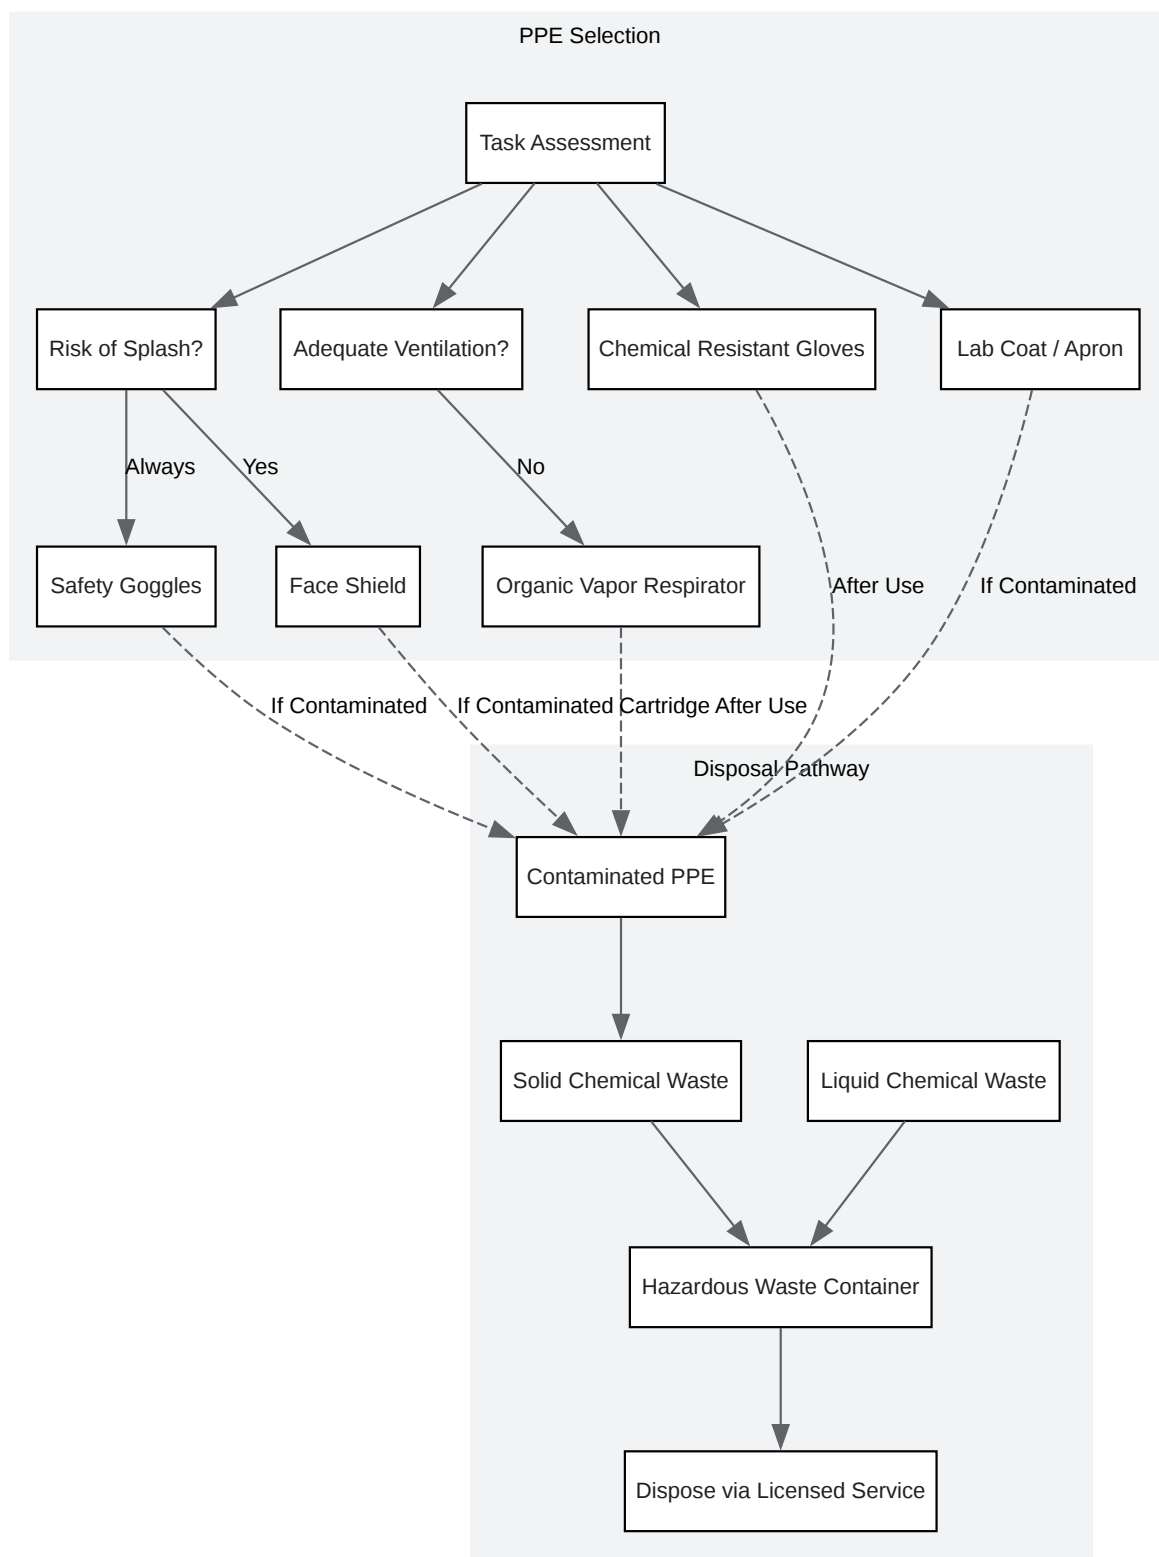 PPE Selection
Task Assessment
Risk of Splash?
Adequate Ventilation?
Chemical Resistant Gloves
Lab Coat / Apron
Always
Yes
No
Safety Goggles
Face Shield
Organic Vapor Respirator
After Use
If Contaminated
If Contaminated
If Contaminated
Cartridge After Use
Disposal Pathway
Contaminated PPE
Solid Chemical Waste
Liquid Chemical Waste
Hazardous Waste Container
Dispose via Licensed Service